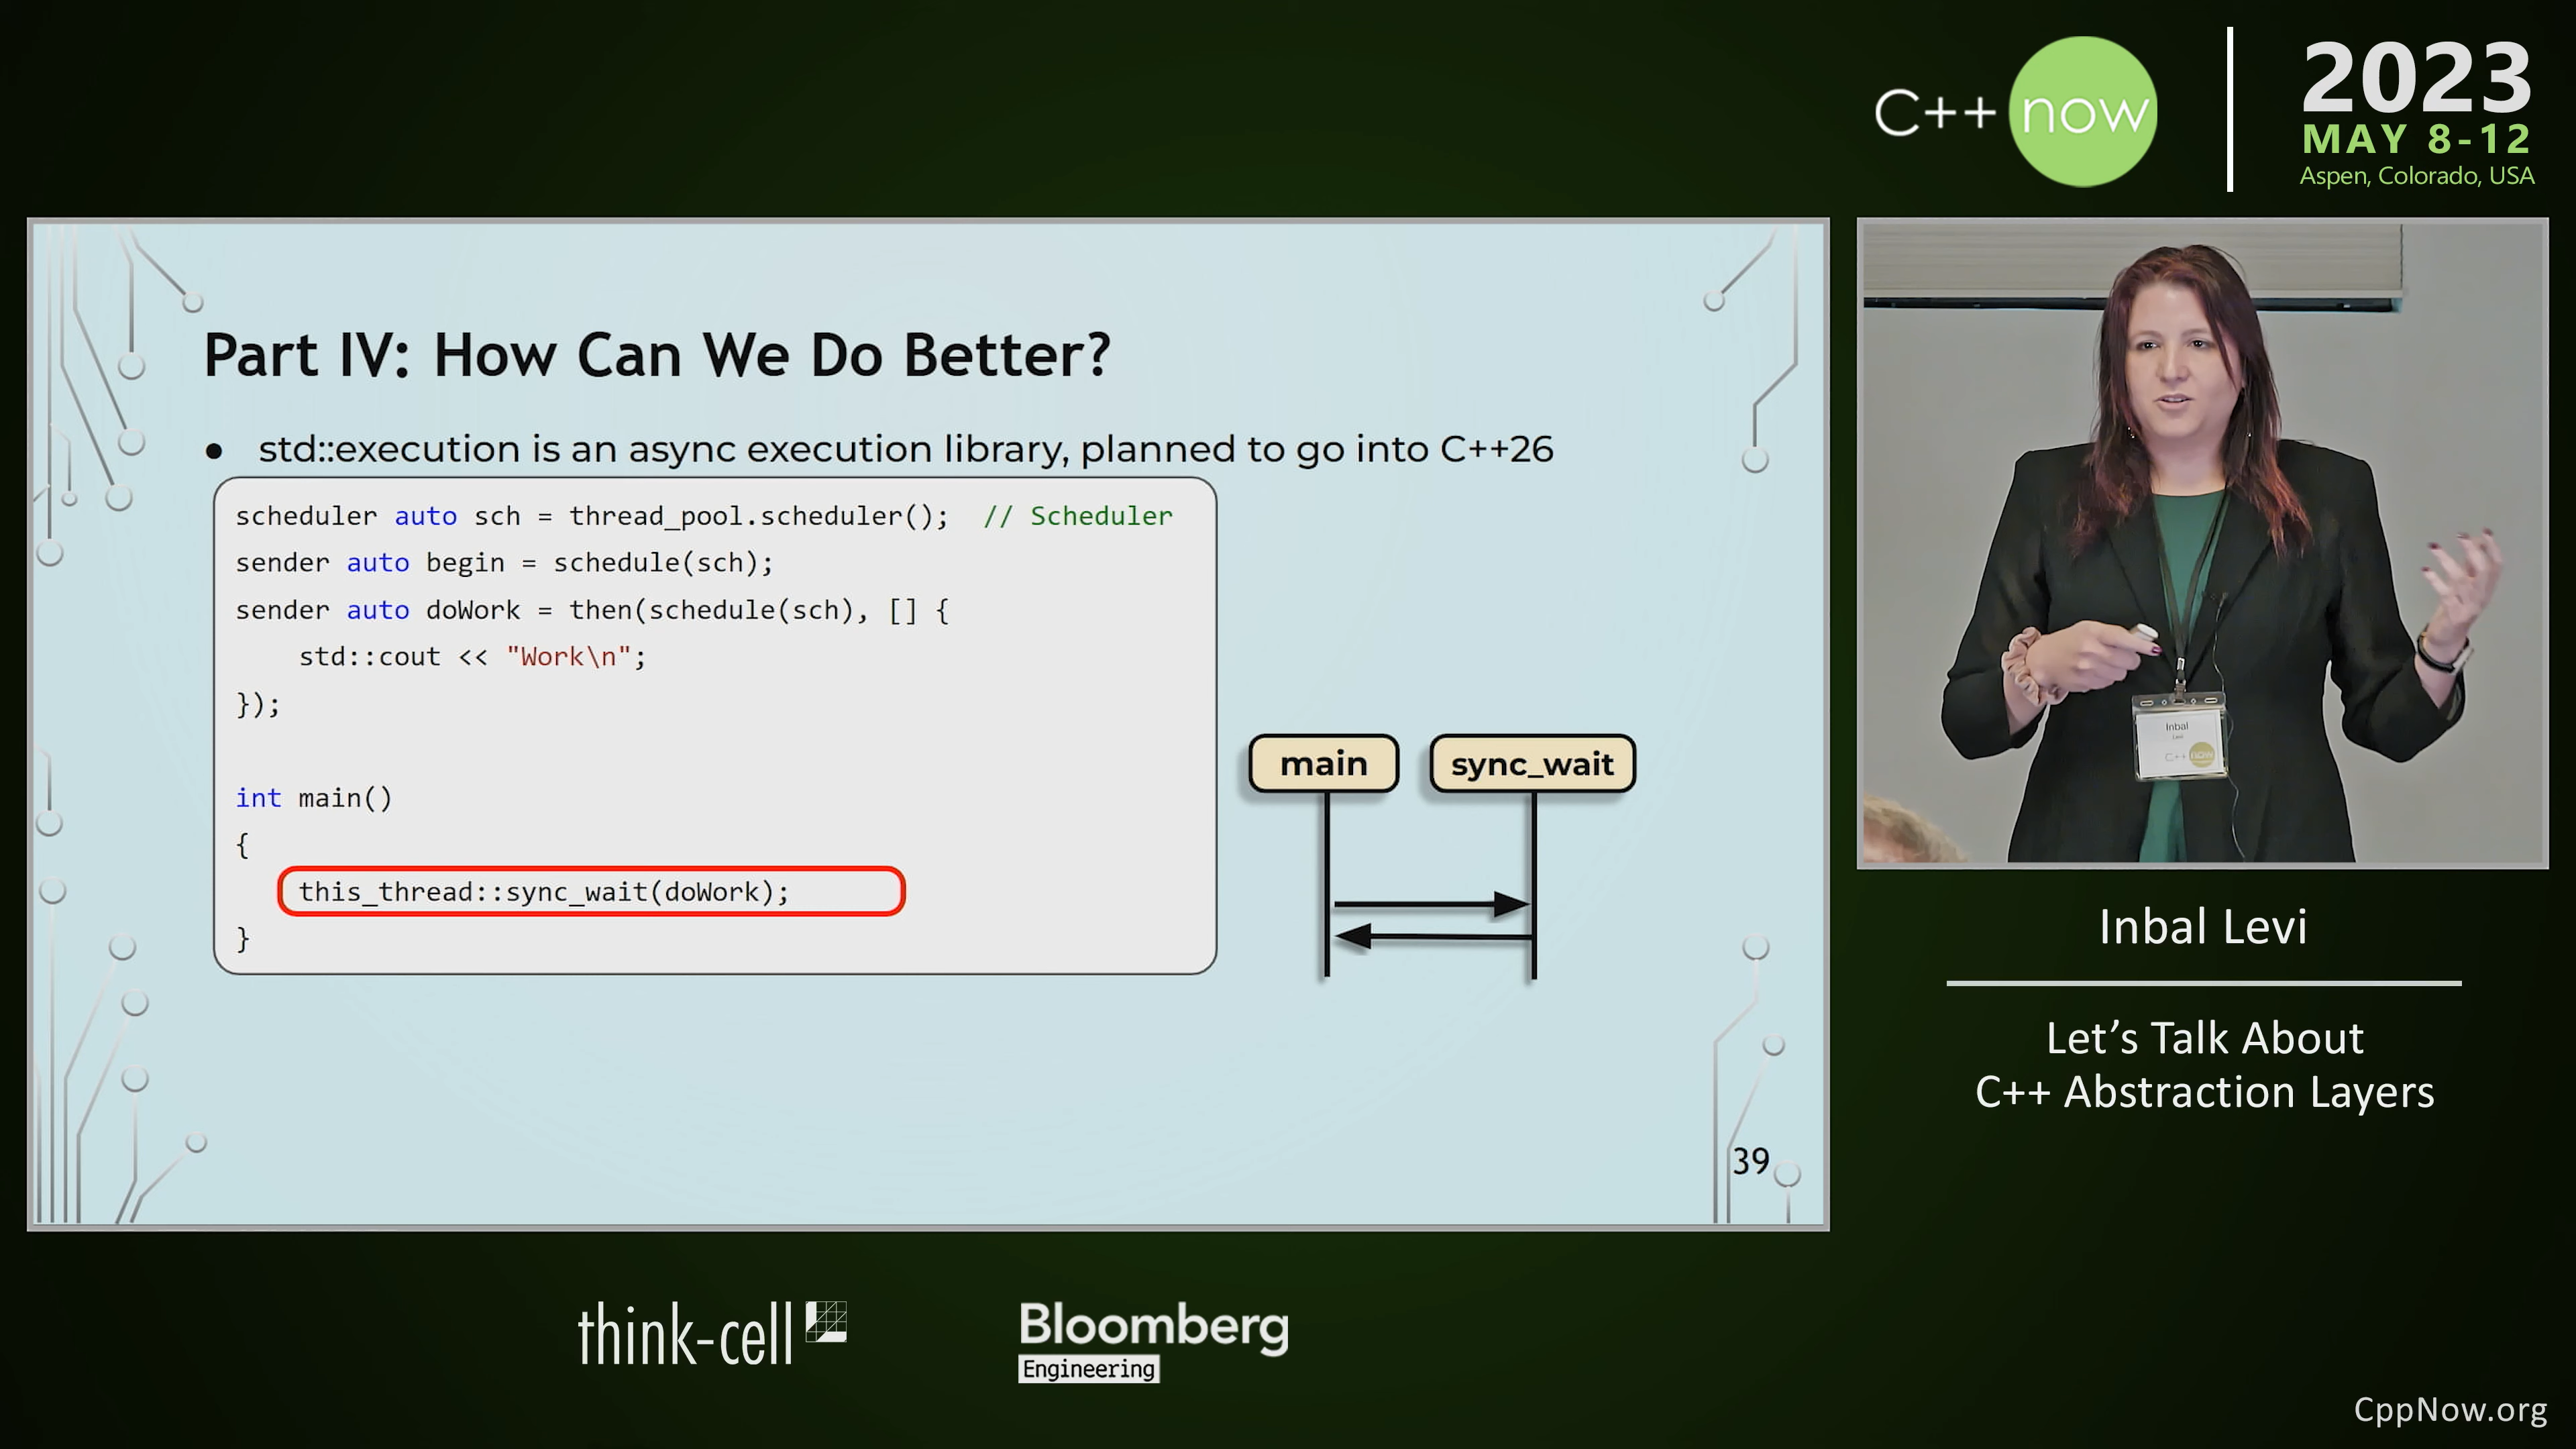 C++ now
2023
MAY 8-12
Aspen, Colorado, USA
Part IV: How Can We Do Better?
● std::execution is an async execution library, planned to go into C++26
scheduler auto sch = thread_pool.scheduler();  // Scheduler
sender auto begin = schedule(sch);
sender auto doWork = then(schedule(sch), [] {
    std::cout << "Work\n";
});
int main()
{
    this_thread::sync_wait(doWork);
}
main
sync_wait
39
Inbal
Levi
C++ now
Inbal Levi
Let’s Talk About
C++ Abstraction Layers
think-cell
Bloomberg
Engineering
CppNow.org